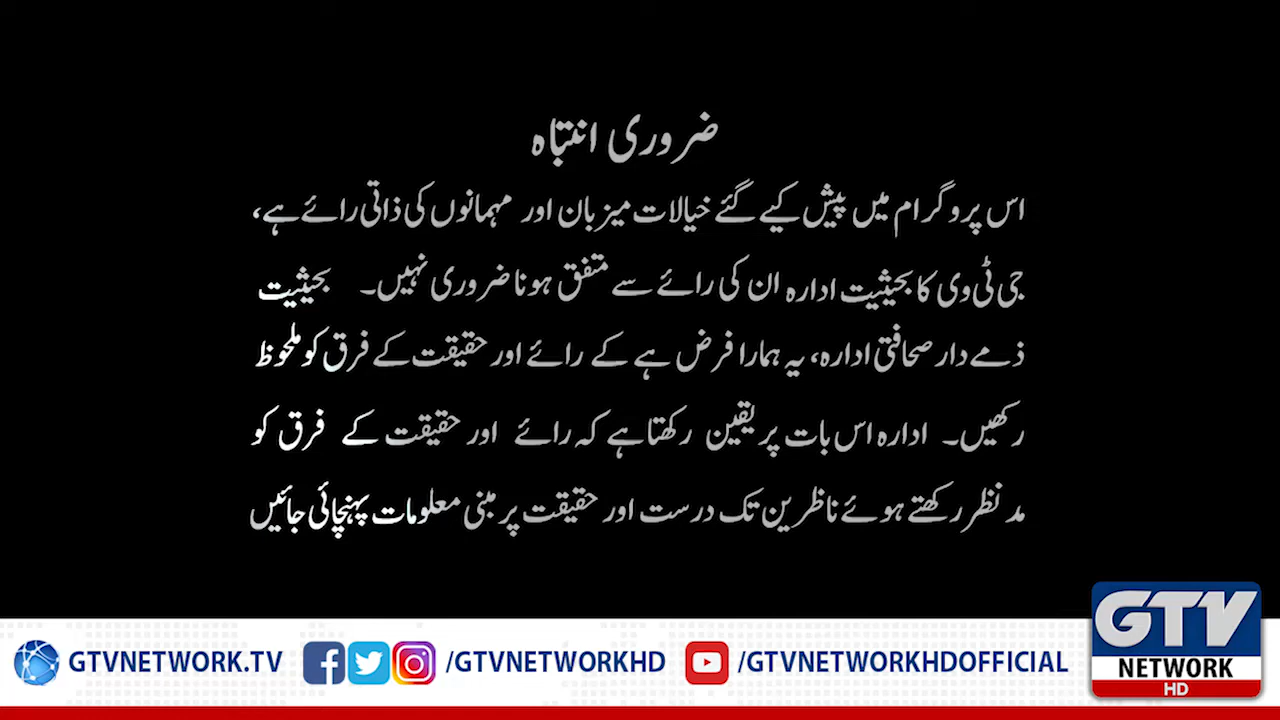 ضروری انتباہ
اس پروگرام میں پیش کیے گئے خیالات میزبان اور مہمانوں کی ذاتی رائے ہے،
جی ٹی وی کا بحیثیت ادارہ ان کی رائے سے متفق ہونا ضروری نہیں۔ بحیثیت
ذمے دار صحافتی ادارہ، یہ ہمارا فرض ہے کے رائے اور حقیقت کے فرق کو ملحوظ
رکھیں۔ ادارہ اس بات پر یقین رکھتا ہے کہ رائے اور حقیقت کے فرق کو
مد نظر رکھتے ہوئے ناظرین تک درست اور حقیقت پر مبنی معلومات پہنچائی جائیں
GTV
NETWORK
HD
GTVNETWORK.TV /GTVNETWORKHD /GTVNETWORKHDOFFICIAL